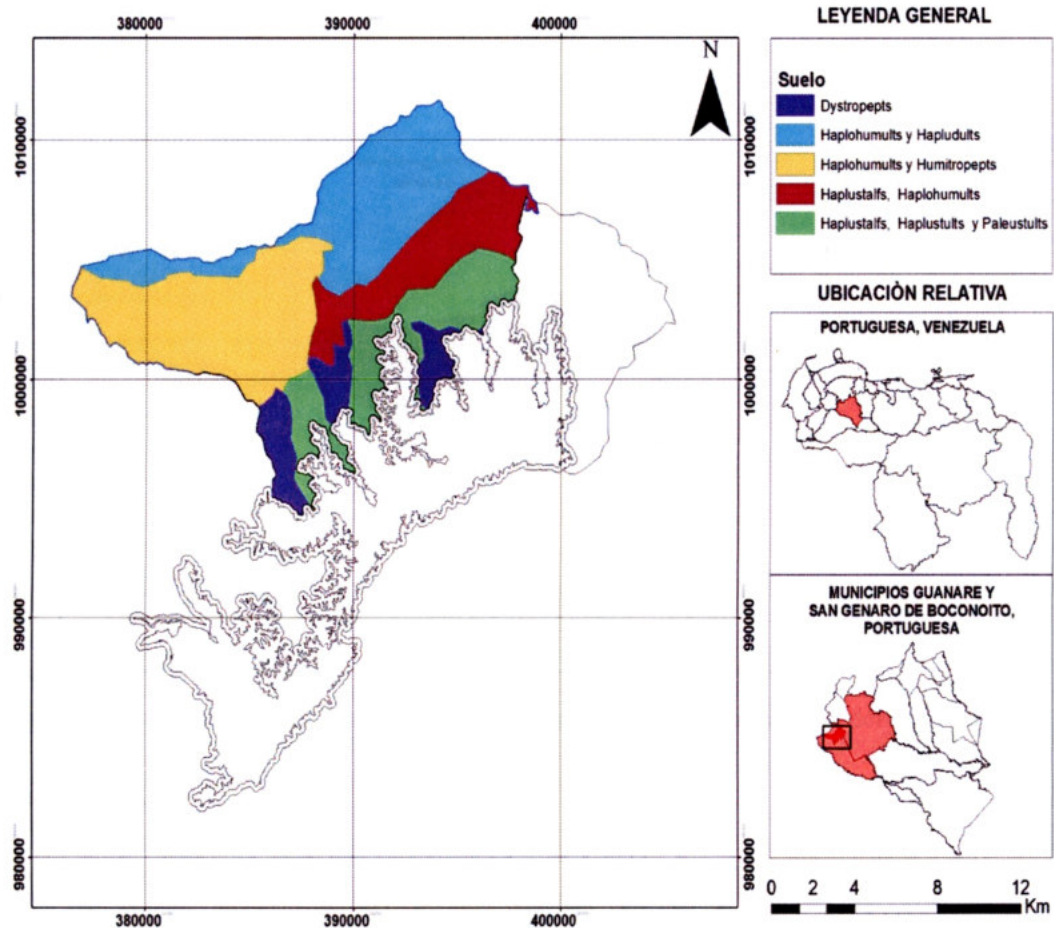 380000
390000
400000
1010000
1000000
990000
980000
N
1010000
1000000
990000
980000
380000
390000
400000
LEYENDA GENERAL
Suelo
Dystropepts
Haplohumults y Hapludults
Haplohumults y Humitropepts
Haplustalfs, Haplohumults
Haplustalfs, Haplustults y Paleustults
UBICACIÒN RELATIVA
PORTUGUESA, VENEZUELA
MUNICIPIOS GUANARE Y
SAN GENARO DE BOCONOITO,
PORTUGUESA
0 2 4 8 12
Km